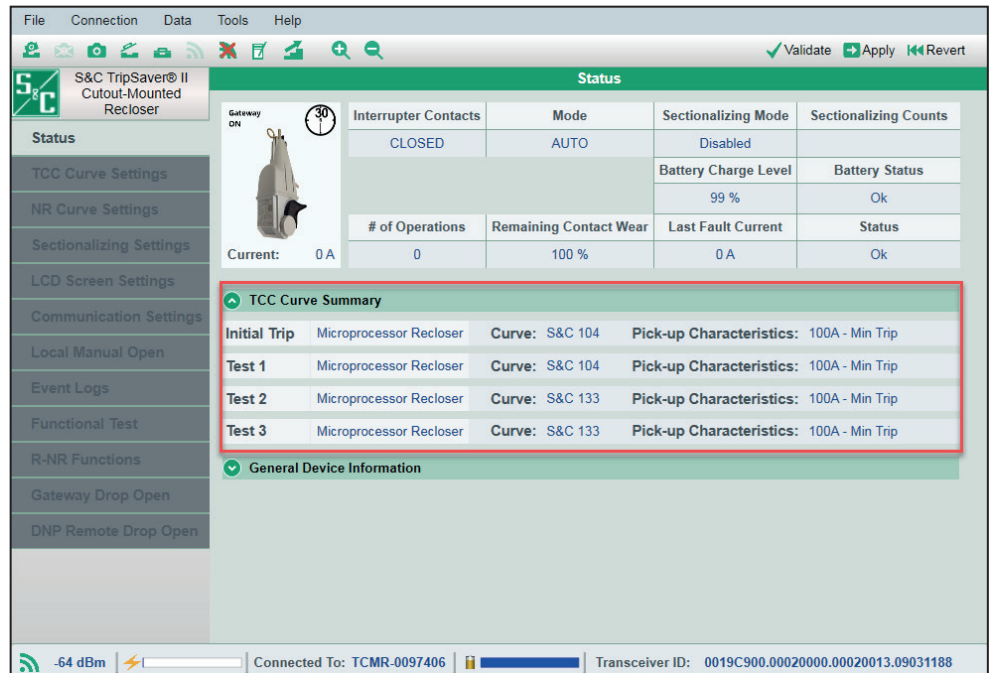 File Connection Data Tools Help
Validate Apply Revert
S&C S&C TripSaver® II
Cutout-Mounted
Recloser
Status
Status
TCC Curve Settings
NR Curve Settings
Sectionalizing Settings
LCD Screen Settings
Communication Settings
Local Manual Open
Event Logs
Functional Test
R-NR Functions
Gateway Drop Open
DNP Remote Drop Open
Gateway
ON
30
Current: 0 A
Interrupter Contacts Mode Sectionalizing Mode Sectionalizing Counts
CLOSED AUTO Disabled
Battery Charge Level Battery Status
99 % Ok
# of Operations Remaining Contact Wear Last Fault Current Status
0 100 % 0 A Ok
TCC Curve Summary
Initial Trip Microprocessor Recloser Curve: S&C 104 Pick-up Characteristics: 100A - Min Trip
Test 1 Microprocessor Recloser Curve: S&C 104 Pick-up Characteristics: 100A - Min Trip
Test 2 Microprocessor Recloser Curve: S&C 133 Pick-up Characteristics: 100A - Min Trip
Test 3 Microprocessor Recloser Curve: S&C 133 Pick-up Characteristics: 100A - Min Trip
General Device Information
-64 dBm Connected To: TCMR-0097406 Transceiver ID: 0019C900.00020000.00020013.09031188